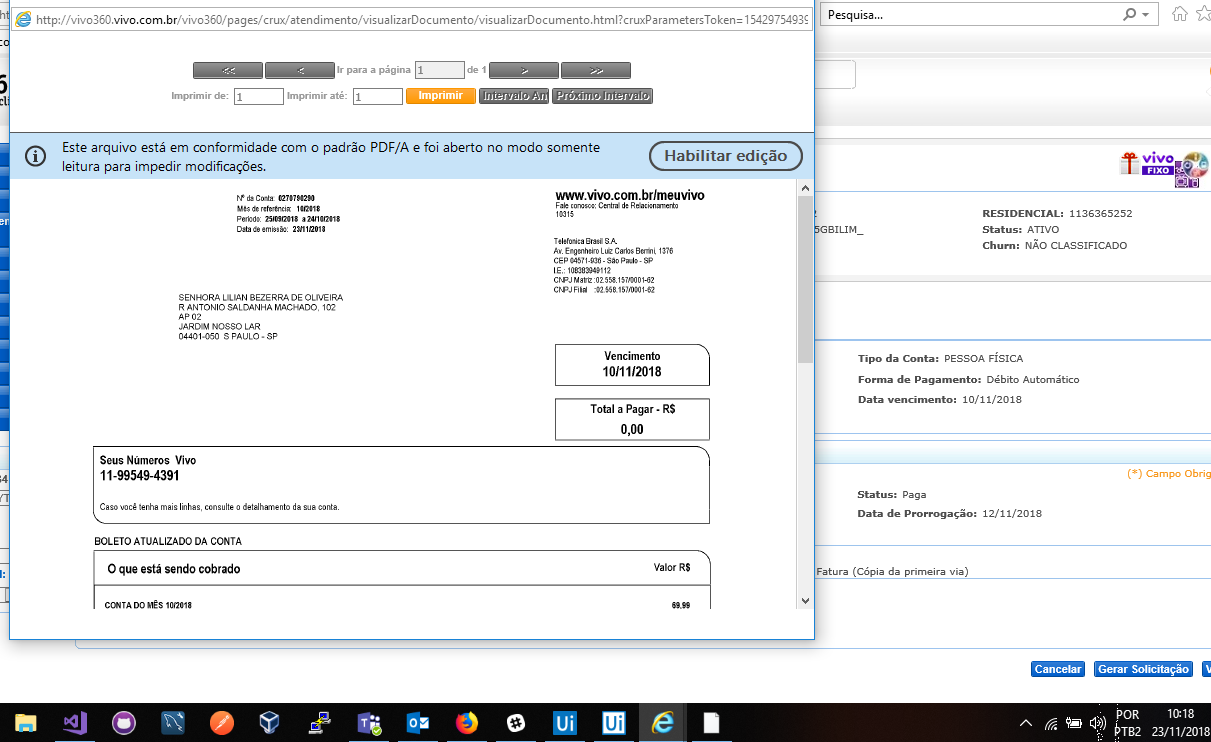 http://vivo360.vivo.com.br/vivo360/pages/crux/atendimento/visualizarDocumento/visualizarDocumento.html?cruxParametersToken=15429754939
Pesquisa...
<< < Ir para a página 1 de 1 > >>
Imprimir de: 1 Imprimir até: 1 Imprimir Intervalo An Próximo Intervalo
Este arquivo está em conformidade com o padrão PDF/A e foi aberto no modo somente
leitura para impedir modificações.
Habilitar edição
Nº da Conta: 0270790290
Mês de referência: 10/2018
Período: 25/09/2018 a 24/10/2018
Data de emissão: 23/11/2018
www.vivo.com.br/meuvivo
Fale conosco: Central de Relacionamento
10315
Telefonica Brasil S.A.
Av. Engenheiro Luiz Carlos Berrini, 1376
CEP 04571-936 - São Paulo - SP
I.E.: 108383949112
CNPJ Matriz :02.558.157/0001-62
CNPJ Filial :02.558.157/0001-62
SENHORA LILIAN BEZERRA DE OLIVEIRA
R ANTONIO SALDANHA MACHADO, 102
AP 02
JARDIM NOSSO LAR
04401-050 S PAULO - SP
Vencimento
10/11/2018
Total a Pagar - R$
0,00
Seus Números Vivo
11-99549-4391
Caso você tenha mais linhas, consulte o detalhamento da sua conta.
BOLETO ATUALIZADO DA CONTA
O que está sendo cobrado Valor R$
CONTA DO MÊS 10/2018 69,99
vivo
FIXO
5GBILIM_
RESIDENCIAL: 1136365252
Status: ATIVO
Churn: NÃO CLASSIFICADO
Tipo da Conta: PESSOA FÍSICA
Forma de Pagamento: Débito Automático
Data vencimento: 10/11/2018
(*) Campo Obrig
Status: Paga
Data de Prorrogação: 12/11/2018
Fatura (Cópia da primeira via)
Cancelar Gerar Solicitação V
Ui Ui
POR
PTB2
10:18
23/11/2018